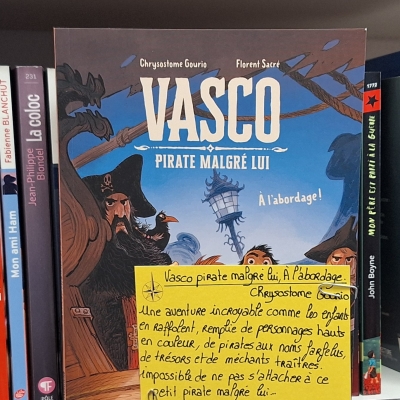 Chrysostome Gourio
Florent Sacré
VASCO
PIRATE MALGRÉ LUI
À l'abordage !
Vasco pirate malgré lui, À l'abordage.
Chrysostome Gourio
Une aventure incroyable comme les enfants
en raffolent, remplie de personnages hauts
en couleur, de pirates aux noms farfelus,
de trésors et de méchants traîtres.
Impossible de ne pas s'attacher à ce
petit pirate malgré lui-
Fabienne BLANCHUT
Mon ami Ham
231
Jean-Philippe Blondel
La coloc
1773
MON PÈRE EST PARTI À LA GUERRE
John Boyne